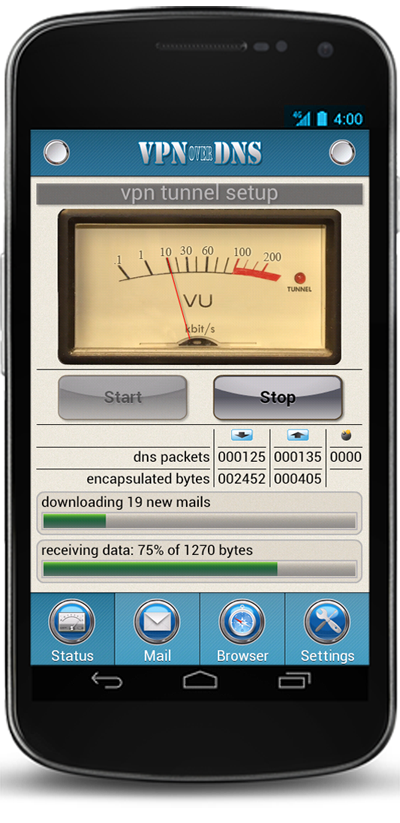 4G 4:00
VPN OVER DNS
vpn tunnel setup
.1 1 10 30 60 100 200
TUNNEL
VU
kbit/s
Start Stop
dns packets 000125 000135 0000
encapsulated bytes 002452 000405
downloading 19 new mails
receiving data: 75% of 1270 bytes
Status Mail Browser Settings